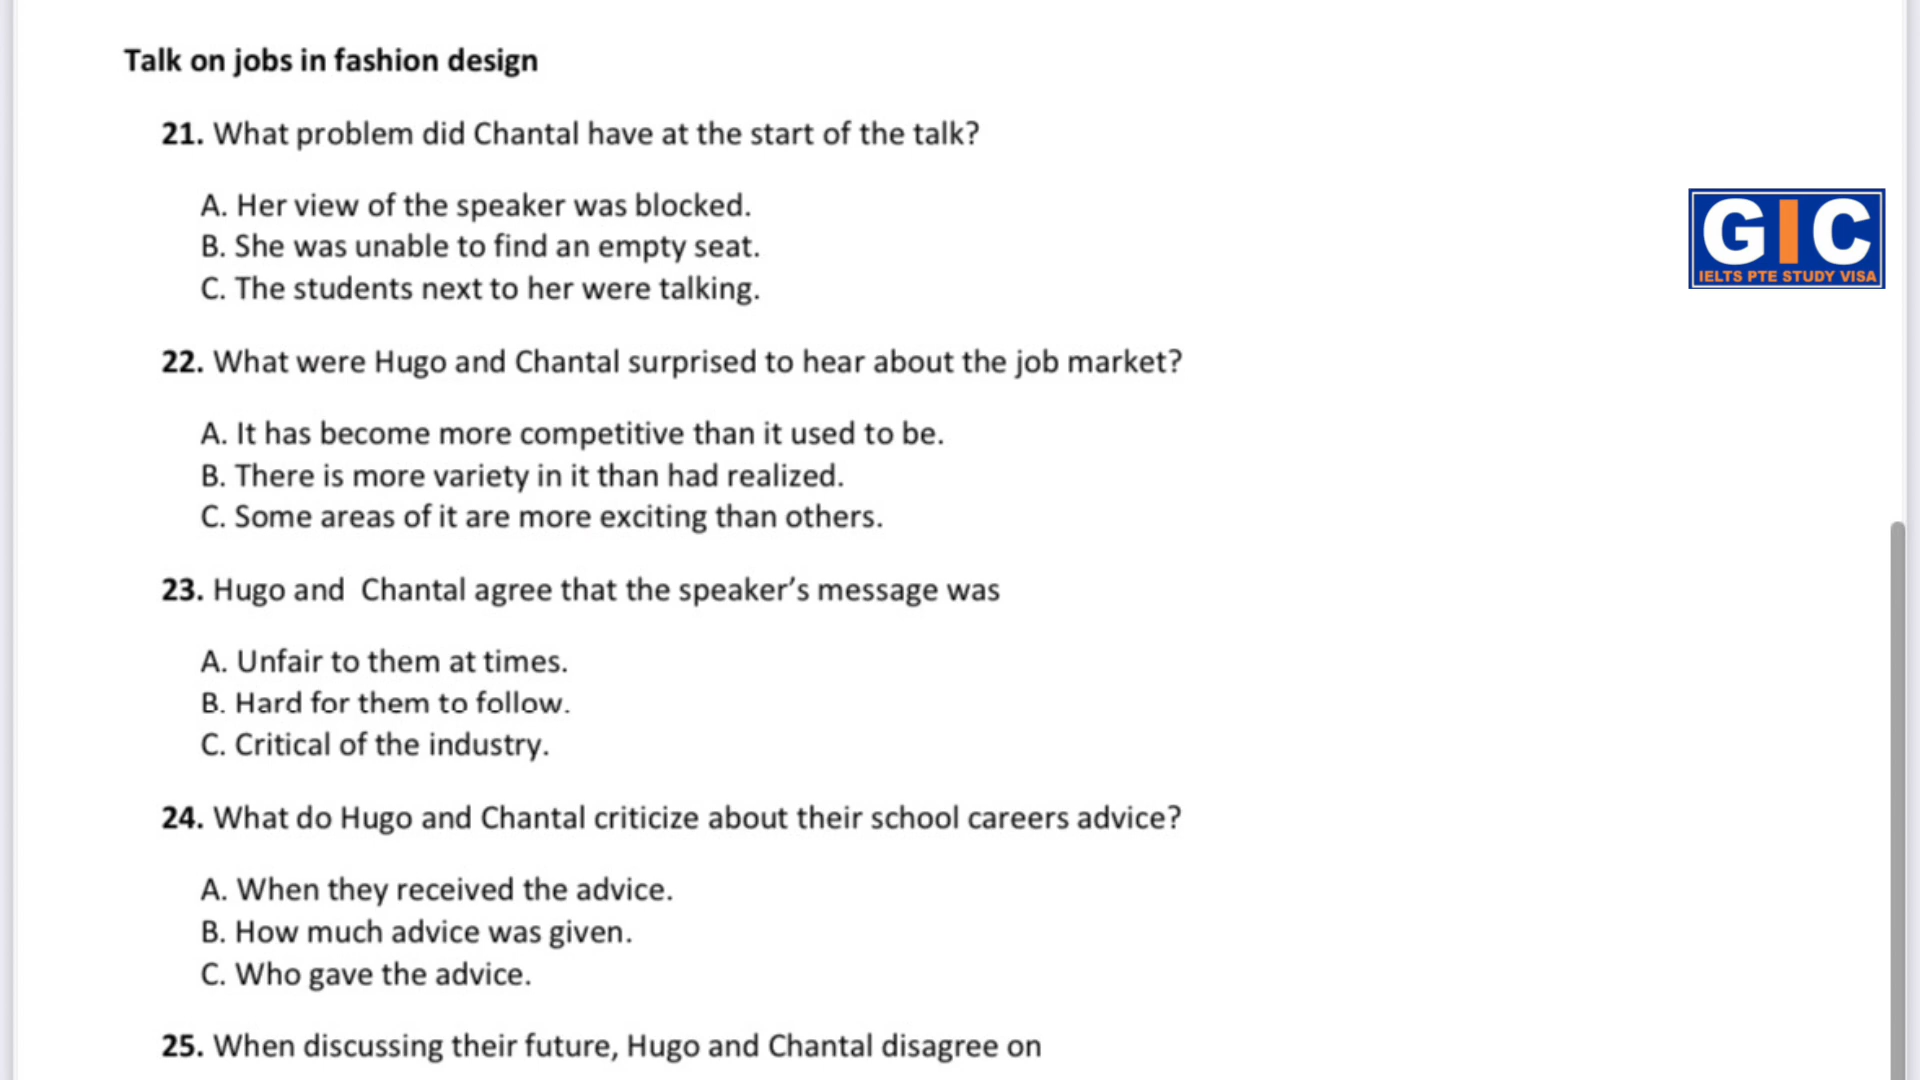 Talk on jobs in fashion design
21. What problem did Chantal have at the start of the talk?
A. Her view of the speaker was blocked.
B. She was unable to find an empty seat.
C. The students next to her were talking.
GIC
IELTS PTE STUDY VISA
22. What were Hugo and Chantal surprised to hear about the job market?
A. It has become more competitive than it used to be.
B. There is more variety in it than had realized.
C. Some areas of it are more exciting than others.
23. Hugo and  Chantal agree that the speaker’s message was
A. Unfair to them at times.
B. Hard for them to follow.
C. Critical of the industry.
24. What do Hugo and Chantal criticize about their school careers advice?
A. When they received the advice.
B. How much advice was given.
C. Who gave the advice.
25. When discussing their future, Hugo and Chantal disagree on